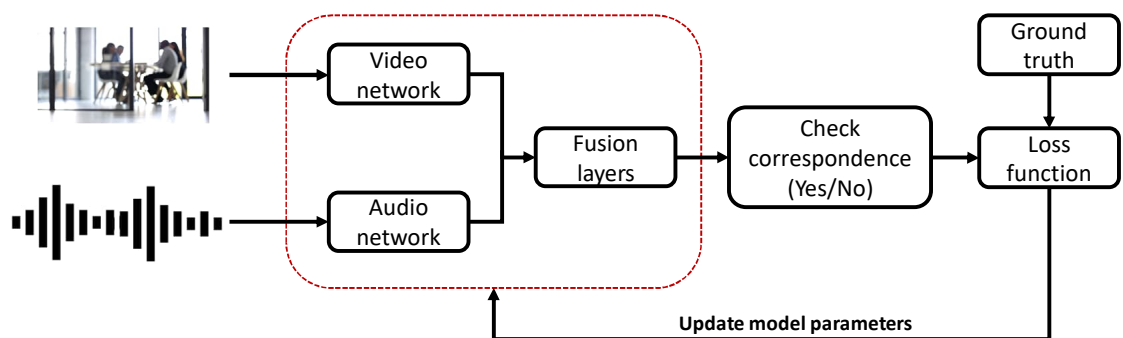 Video
network
Audio
network
Fusion
layers
Check
correspondence
(Yes/No)
Ground
truth
Loss
function
Update model parameters